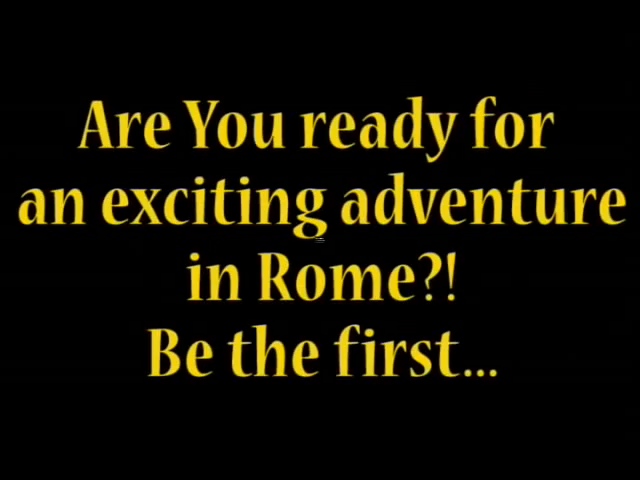 Are You ready for
an exciting adventure
in Rome?!
Be the first...